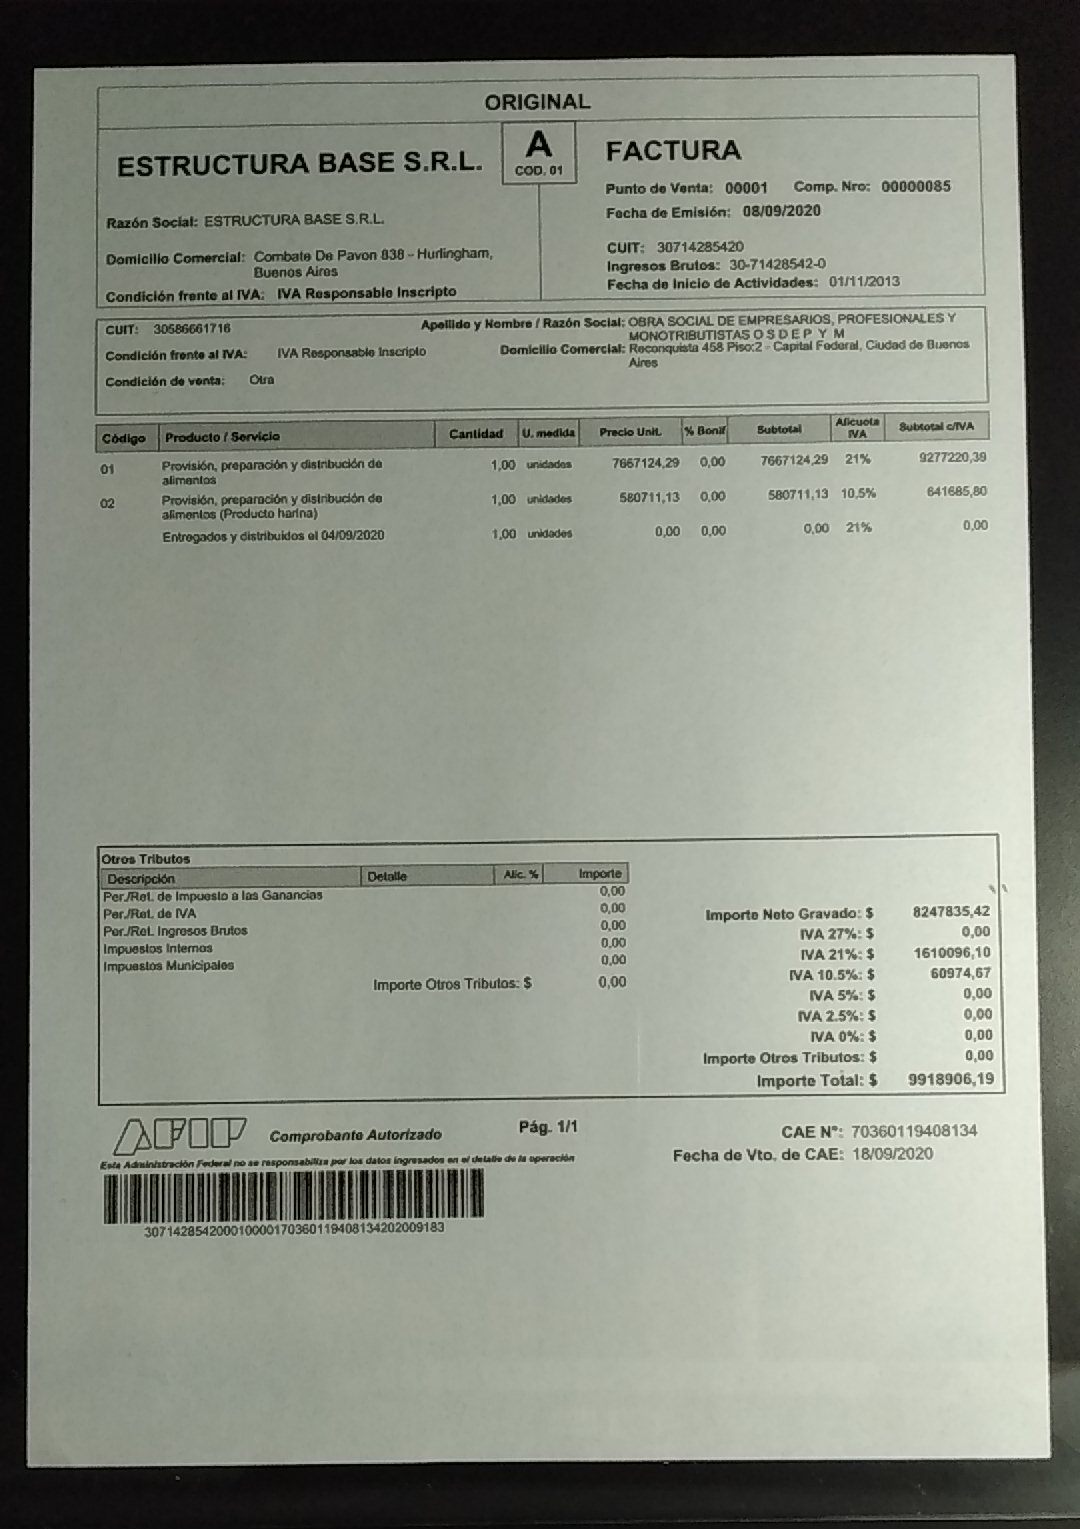 ORIGINAL
ESTRUCTURA BASE S.R.L.
A
COD. 01
FACTURA
Punto de Venta: 00001 Comp. Nro: 00000085
Fecha de Emisión: 08/09/2020
Razón Social: ESTRUCTURA BASE S.R.L.
Domicilio Comercial: Combate De Pavon 838 - Hurlingham,
Buenos Aires
Condición frente al IVA: IVA Responsable Inscripto
CUIT: 30714285420
Ingresos Brutos: 30-71428542-0
Fecha de Inicio de Actividades: 01/11/2013
CUIT: 30586661716
Apellido y Nombre / Razón Social: OBRA SOCIAL DE EMPRESARIOS, PROFESIONALES Y
MONOTRIBUTISTAS O S D E P Y M
Condición frente al IVA: IVA Responsable Inscripto
Domicilio Comercial: Reconquista 458 Piso:2 - Capital Federal, Ciudad de Buenos
Aires
Condición de venta: Otra
Código Producto / Servicio Cantidad U. medida Precio Unit. % Bonif Subtotal Alicuota IVA Subtotal c/IVA
01 Provisión, preparación y distribución de 1,00 unidades 7667124,29 0,00 7667124,29 21% 9277220,39
alimentos
02 Provisión, preparación y distribución de 1,00 unidades 580711,13 0,00 580711,13 10,5% 641685,80
alimentos (Producto harina)
Entregados y distribuidos el 04/09/2020 1,00 unidades 0,00 0,00 0,00 21% 0,00
Otros Tributos
Descripción Detalle Alic. % Importe
Per./Ret. de Impuesto a las Ganancias 0,00
Per./Ret. de IVA 0,00
Per./Ret. Ingresos Brutos 0,00
Impuestos Internos 0,00
Impuestos Municipales 0,00
Importe Otros Tributos: $ 0,00
Importe Neto Gravado: $ 8247835,42
IVA 27%: $ 0,00
IVA 21%: $ 1610096,10
IVA 10.5%: $ 60974,67
IVA 5%: $ 0,00
IVA 2.5%: $ 0,00
IVA 0%: $ 0,00
Importe Otros Tributos: $ 0,00
Importe Total: $ 9918906,19
AFIP Comprobante Autorizado
Pág. 1/1
CAE N°: 70360119408134
Fecha de Vto. de CAE: 18/09/2020
Esta Administración Federal no se responsabiliza por los datos ingresados en el detalle de la operación
3071428542000100001703601194081342020​09183